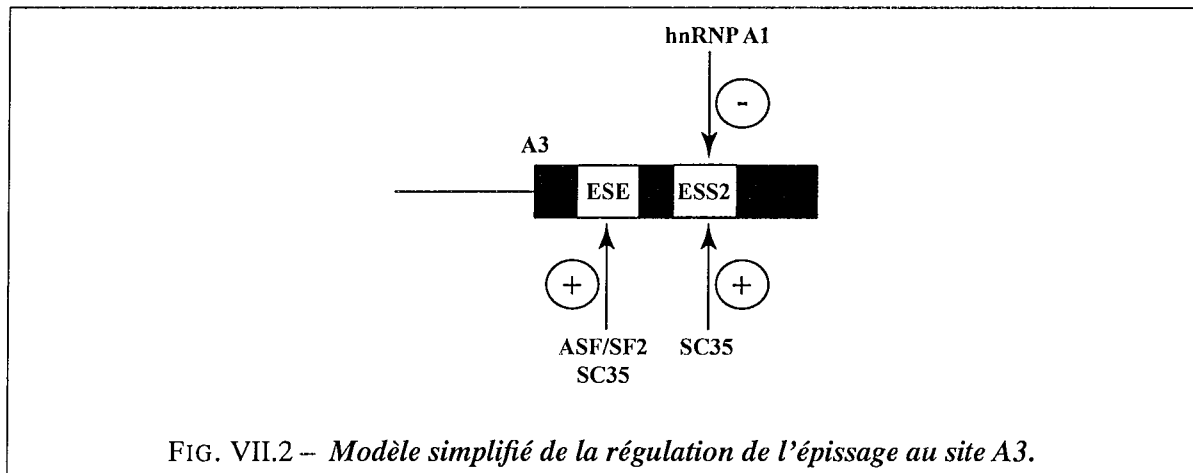 hnRNP A1
-
A3
ESE ESS2
+ +
ASF/SF2 SC35
SC35
FIG. VII.2 – Modèle simplifié de la régulation de l'épissage au site A3.